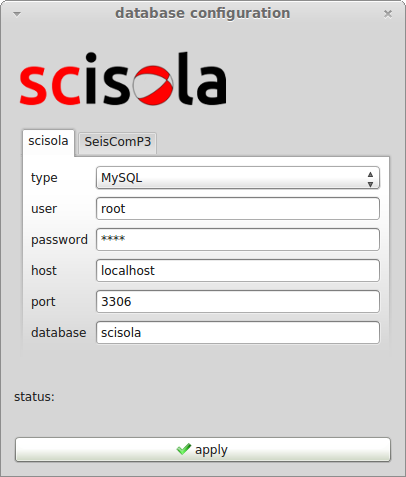 database configuration
scisola
scisola SeisComP3
type MySQL
user root
password ****
host localhost
port 3306
database scisola
status:
apply